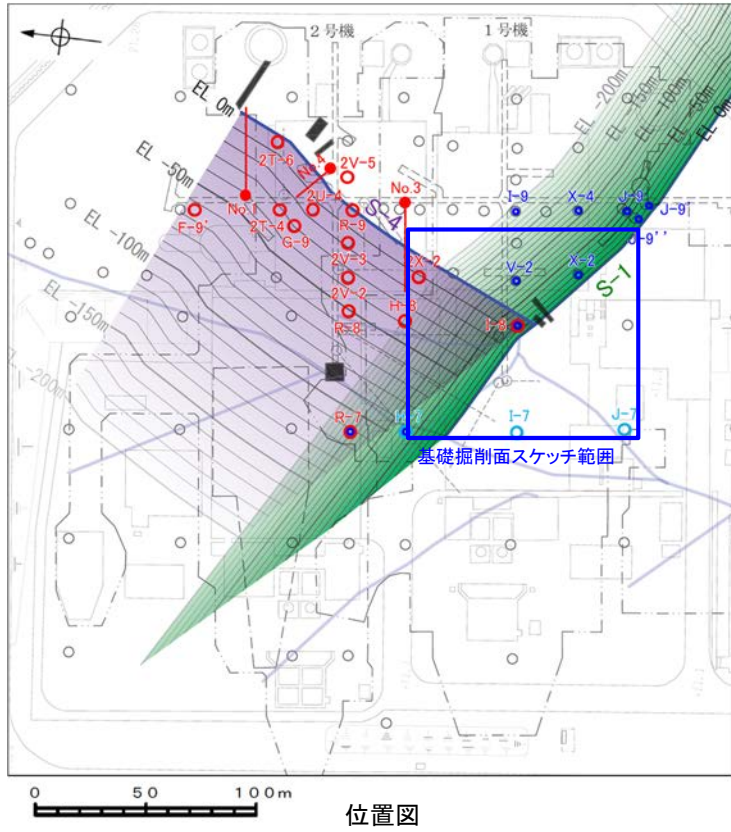 2号機
1号機
EL 0m
EL -50m
EL -100m
EL -150m
EL -200m
EL -200m
EL -150m
EL -100m
EL -50m
EL 0m
2T-6
No.4
2V-5
No.3
No.1
2U-4
S-4
F-9'
2T-4
R-9
G-9
I-9
X-4
J-9
J-9'
J-9''
2V-3
2X-2
V-2
X-2
S-1
2V-2
H-8
I-8
R-8
R-7
H-7
I-7
J-7
基礎掘削面スケッチ範囲
0 50 100m
位置図